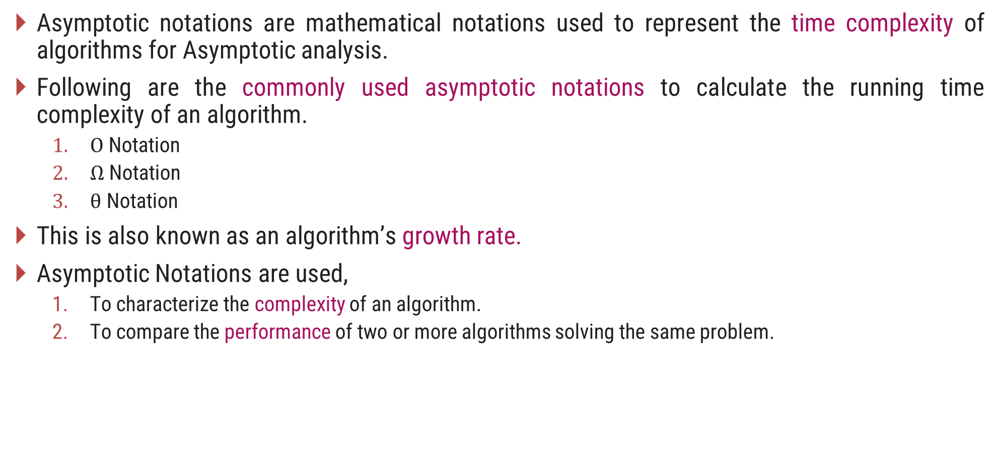 Asymptotic notations are mathematical notations used to represent the time complexity of
algorithms for Asymptotic analysis.
Following are the commonly used asymptotic notations to calculate the running time
complexity of an algorithm.
1. Ο Notation
2. Ω Notation
3. θ Notation
This is also known as an algorithm’s growth rate.
Asymptotic Notations are used,
1. To characterize the complexity of an algorithm.
2. To compare the performance of two or more algorithms solving the same problem.